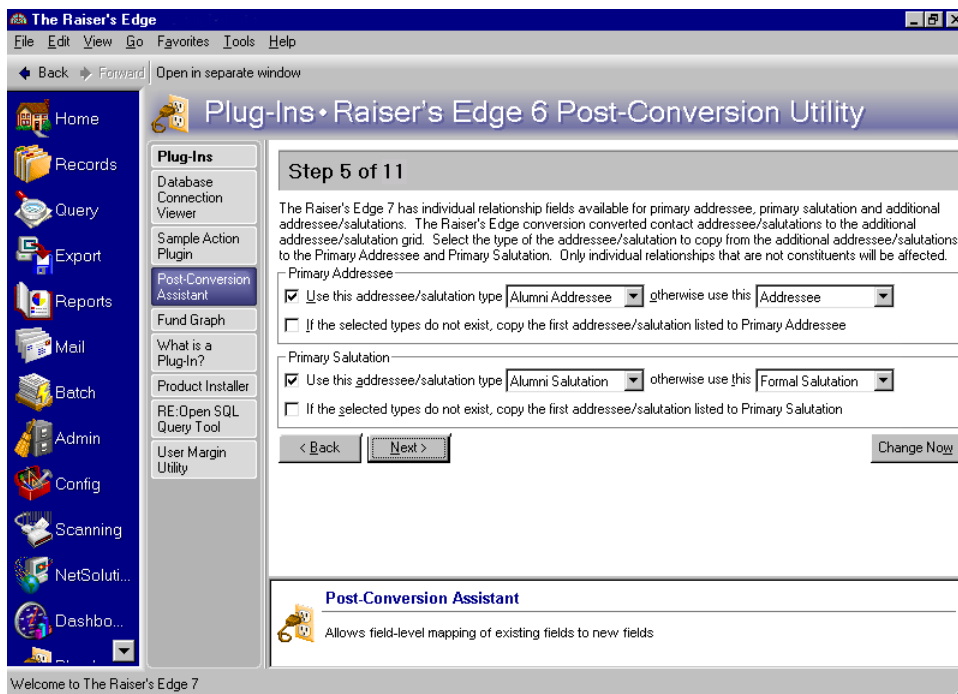 The Raiser's Edge
File Edit View Go Favorites Tools Help
Back Forward Open in separate window
Plug-Ins • Raiser's Edge 6 Post-Conversion Utility
Home
Records
Query
Export
Reports
Mail
Batch
Admin
Config
Scanning
NetSoluti...
Dashbo...
Plug-Ins
Database
Connection
Viewer
Sample Action
Plugin
Post-Conversion
Assistant
Fund Graph
What is a
Plug-In?
Product Installer
RE:Open SQL
Query Tool
User Margin
Utility
Step 5 of 11
The Raiser's Edge 7 has individual relationship fields available for primary addressee, primary salutation and additional
addressee/salutations. The Raiser's Edge conversion converted contact addressee/salutations to the additional
addressee/salutation grid. Select the type of the addressee/salutation to copy from the additional addressee/salutations
to the Primary Addressee and Primary Salutation. Only individual relationships that are not constituents will be affected.
Primary Addressee
Use this addressee/salutation type Alumni Addressee otherwise use this Addressee
If the selected types do not exist, copy the first addressee/salutation listed to Primary Addressee
Primary Salutation
Use this addressee/salutation type Alumni Salutation otherwise use this Formal Salutation
If the selected types do not exist, copy the first addressee/salutation listed to Primary Salutation
< Back Next > Change Now
Post-Conversion Assistant
Allows field-level mapping of existing fields to new fields
Welcome to The Raiser's Edge 7